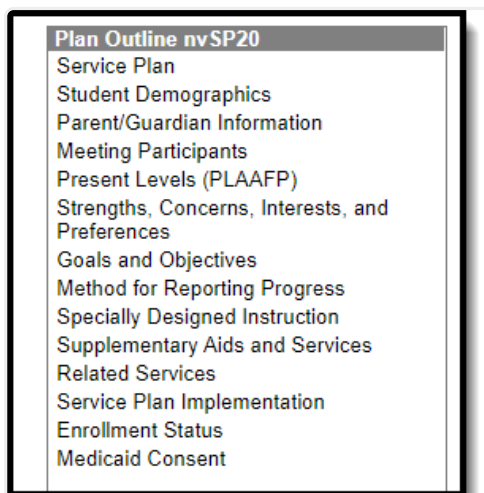 Plan Outline nvSP20
Service Plan
Student Demographics
Parent/Guardian Information
Meeting Participants
Present Levels (PLAAFP)
Strengths, Concerns, Interests, and
Preferences
Goals and Objectives
Method for Reporting Progress
Specially Designed Instruction
Supplementary Aids and Services
Related Services
Service Plan Implementation
Enrollment Status
Medicaid Consent